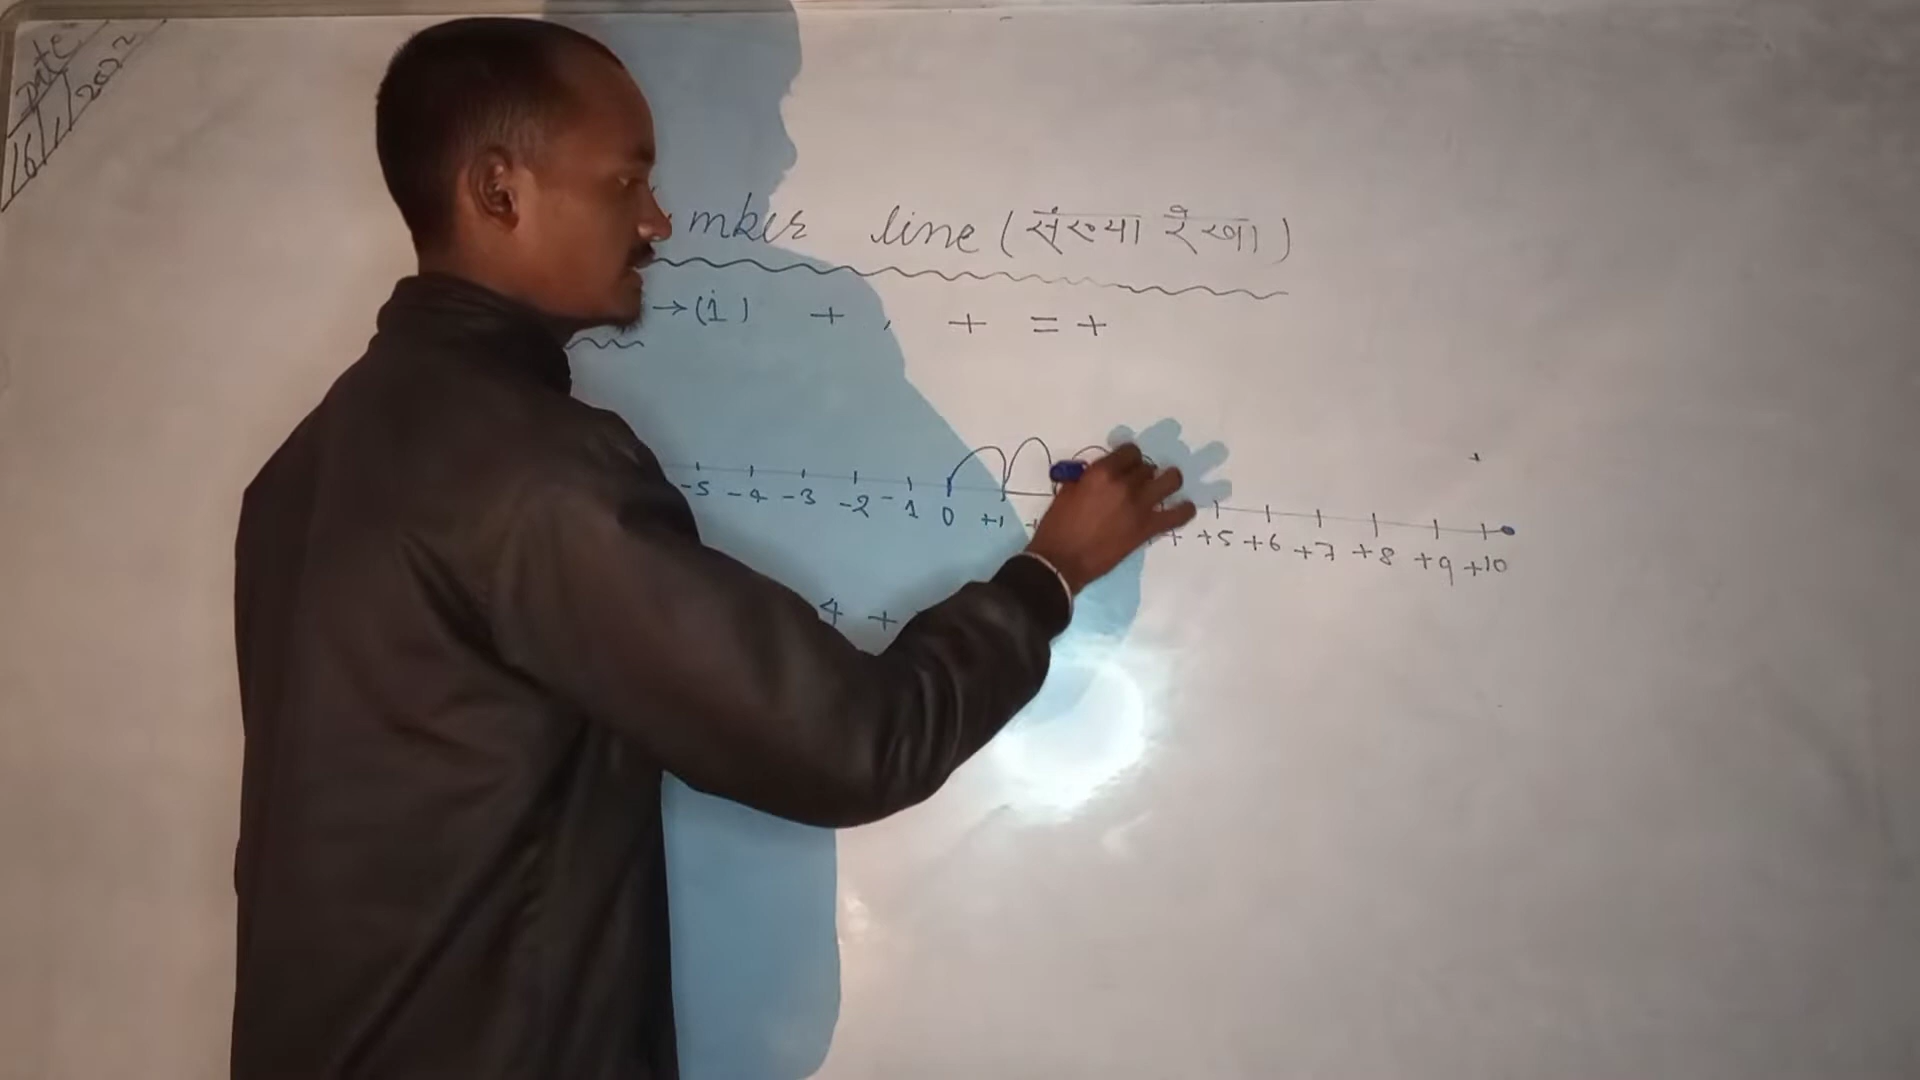 Date
16/1/2022
mber line (संख्या रेखा)
→(i) + , + = +
-5 -4 -3 -2 -1 0 +1 +5 +6 +7 +8 +9 +10
4 +